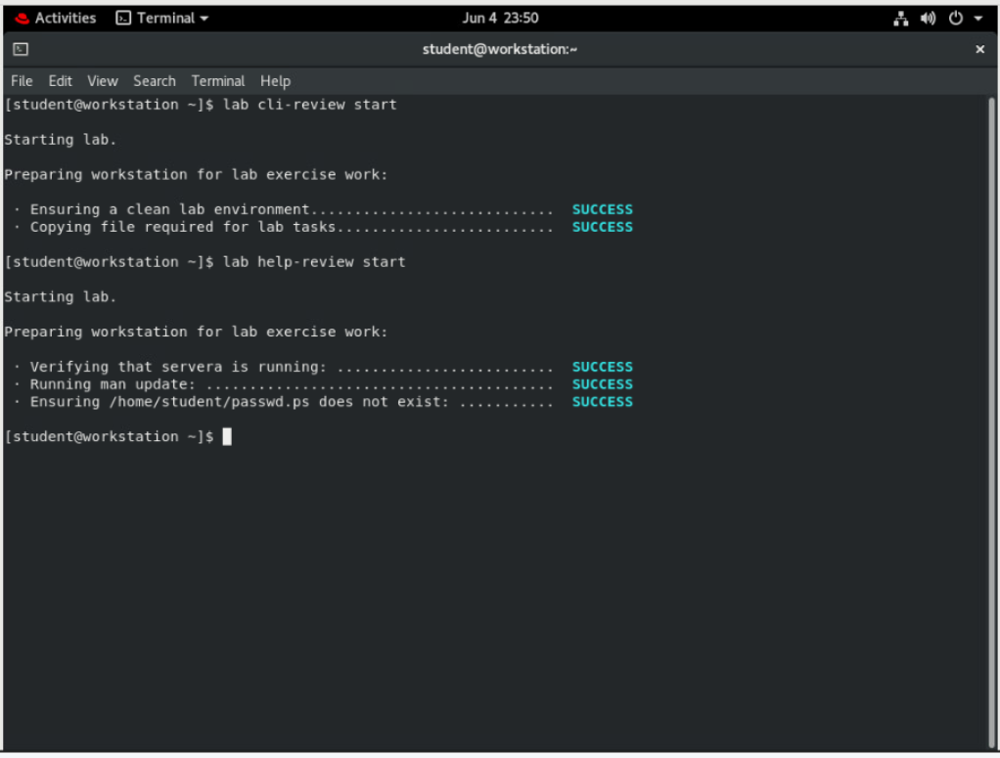 Activities Terminal Jun 4 23:50
student@workstation:~
File Edit View Search Terminal Help
[student@workstation ~]$ lab cli-review start
Starting lab.
Preparing workstation for lab exercise work:
· Ensuring a clean lab environment............................ SUCCESS
· Copying file required for lab tasks......................... SUCCESS
[student@workstation ~]$ lab help-review start
Starting lab.
Preparing workstation for lab exercise work:
· Verifying that servera is running: ......................... SUCCESS
· Running man update: ........................................ SUCCESS
· Ensuring /home/student/passwd.ps does not exist: ........... SUCCESS
[student@workstation ~]$